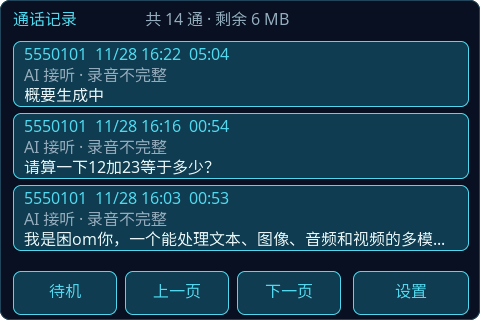 通话记录 共 14 通 · 剩余 6 MB
5550101 11/28 16:22 05:04
AI 接听 · 录音不完整
概要生成中
5550101 11/28 16:16 00:54
AI 接听 · 录音不完整
请算一下12加23等于多少？
5550101 11/28 16:03 00:53
AI 接听 · 录音不完整
我是困om你，一个能处理文本、图像、音频和视频的多模...
待机 上一页 下一页 设置